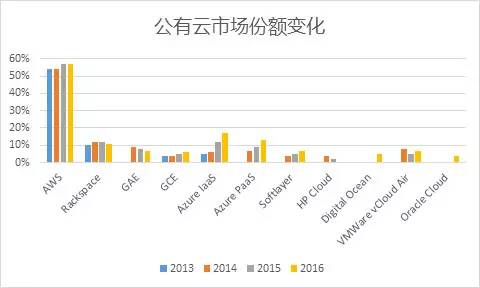 公有云市场份额变化
60%
50%
40%
30%
20%
10%
0%
AWS
Rackspace
GAE
GCE
Azure IaaS
Azure PaaS
Softlayer
HP Cloud
Digital Ocean
VMWare vCloud Air
Oracle Cloud
2013 2014 2015 2016